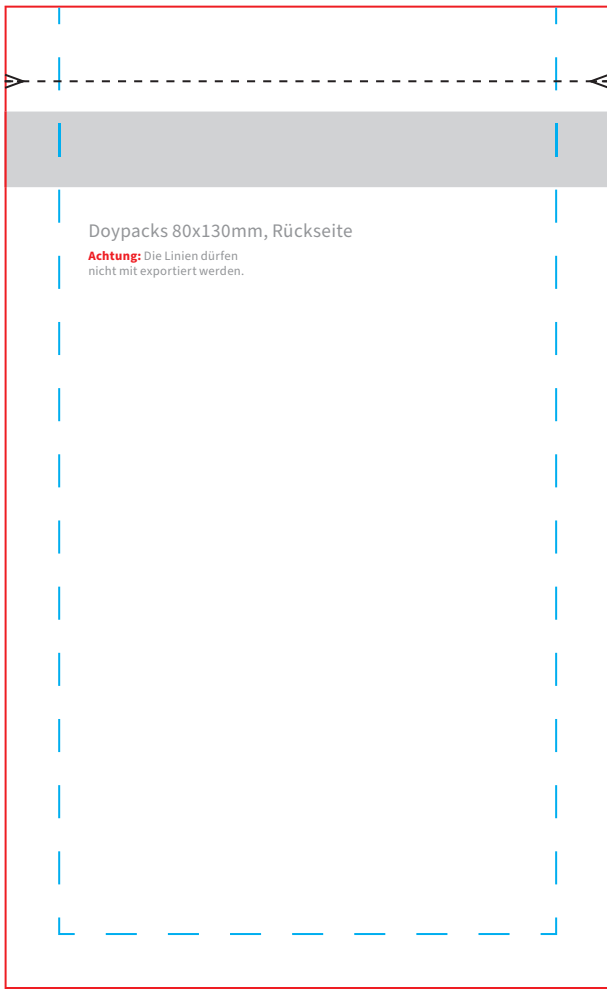 Doypacks 80x130mm, Rückseite
Achtung: Die Linien dürfen
nicht mit exportiert werden.